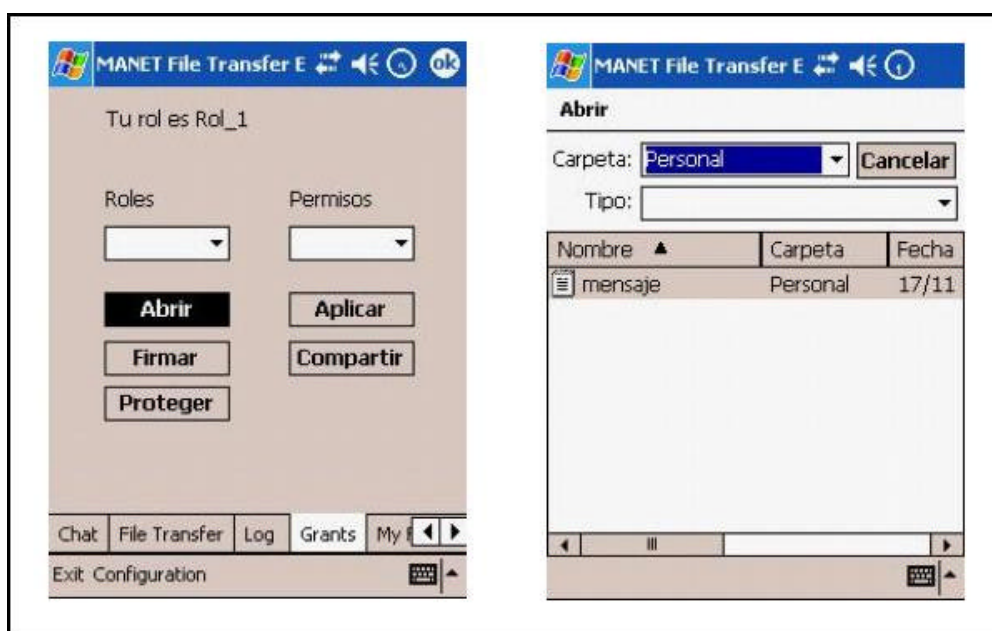 MANET File Transfer E
ok
Tu rol es Rol_1
Roles Permisos
Abrir Aplicar
Firmar Compartir
Proteger
Chat File Transfer Log Grants My
Exit Configuration
MANET File Transfer E
Abrir
Carpeta: Personal Cancelar
Tipo:
Nombre Carpeta Fecha
mensaje Personal 17/11